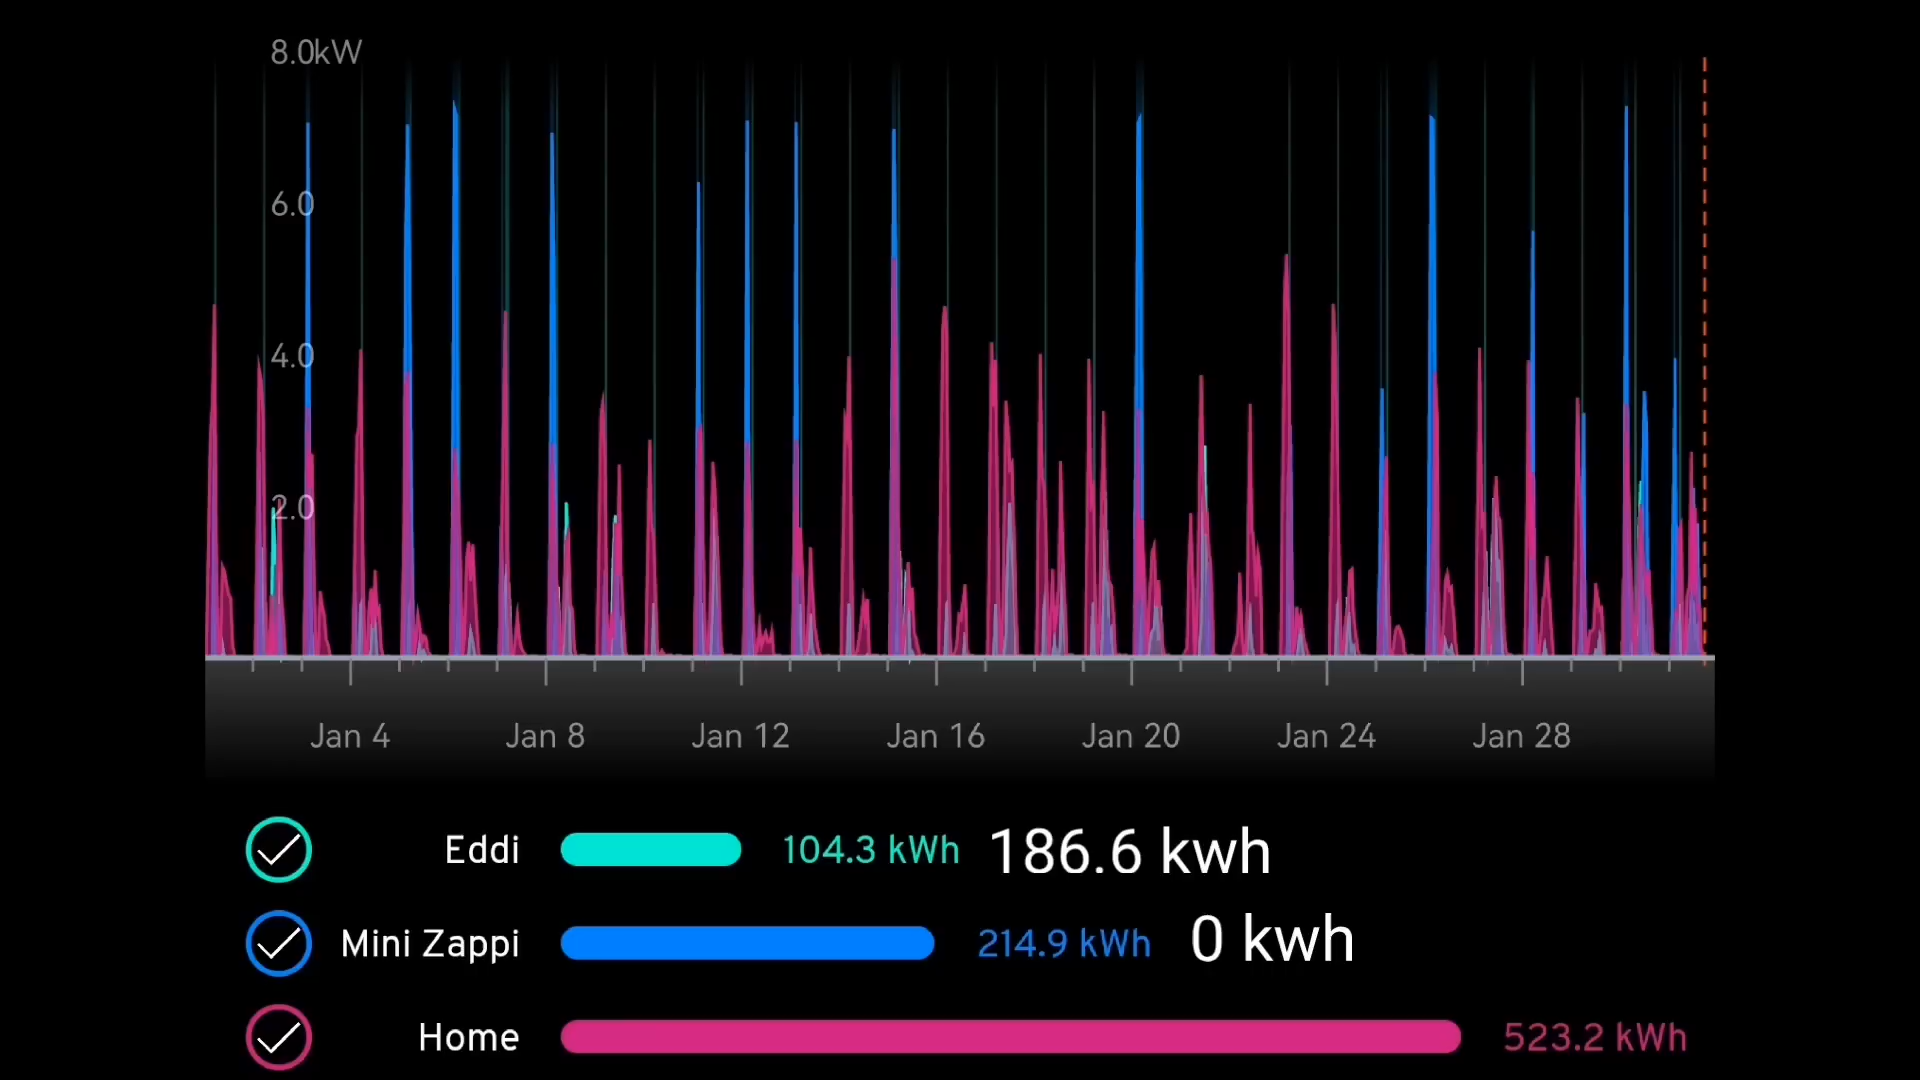 8.0kW
6.0
4.0
2.0
Jan 4 Jan 8 Jan 12 Jan 16 Jan 20 Jan 24 Jan 28
Eddi 104.3 kWh 186.6 kwh
Mini Zappi 214.9 kWh 0 kwh
Home 523.2 kWh